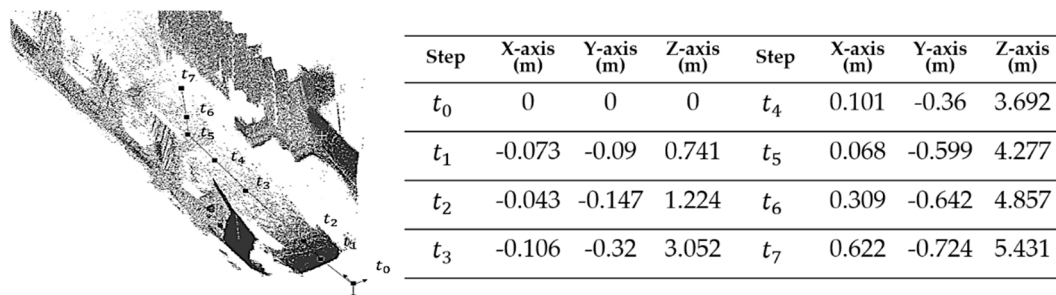 t₇
t₆
t₅
t₄
t₃
t₂
t₁
t₀
Step X-axis (m) Y-axis (m) Z-axis (m) Step X-axis (m) Y-axis (m) Z-axis (m)
t₀ 0 0 0 t₄ 0.101 -0.36 3.692
t₁ -0.073 -0.09 0.741 t₅ 0.068 -0.599 4.277
t₂ -0.043 -0.147 1.224 t₆ 0.309 -0.642 4.857
t₃ -0.106 -0.32 3.052 t₇ 0.622 -0.724 5.431